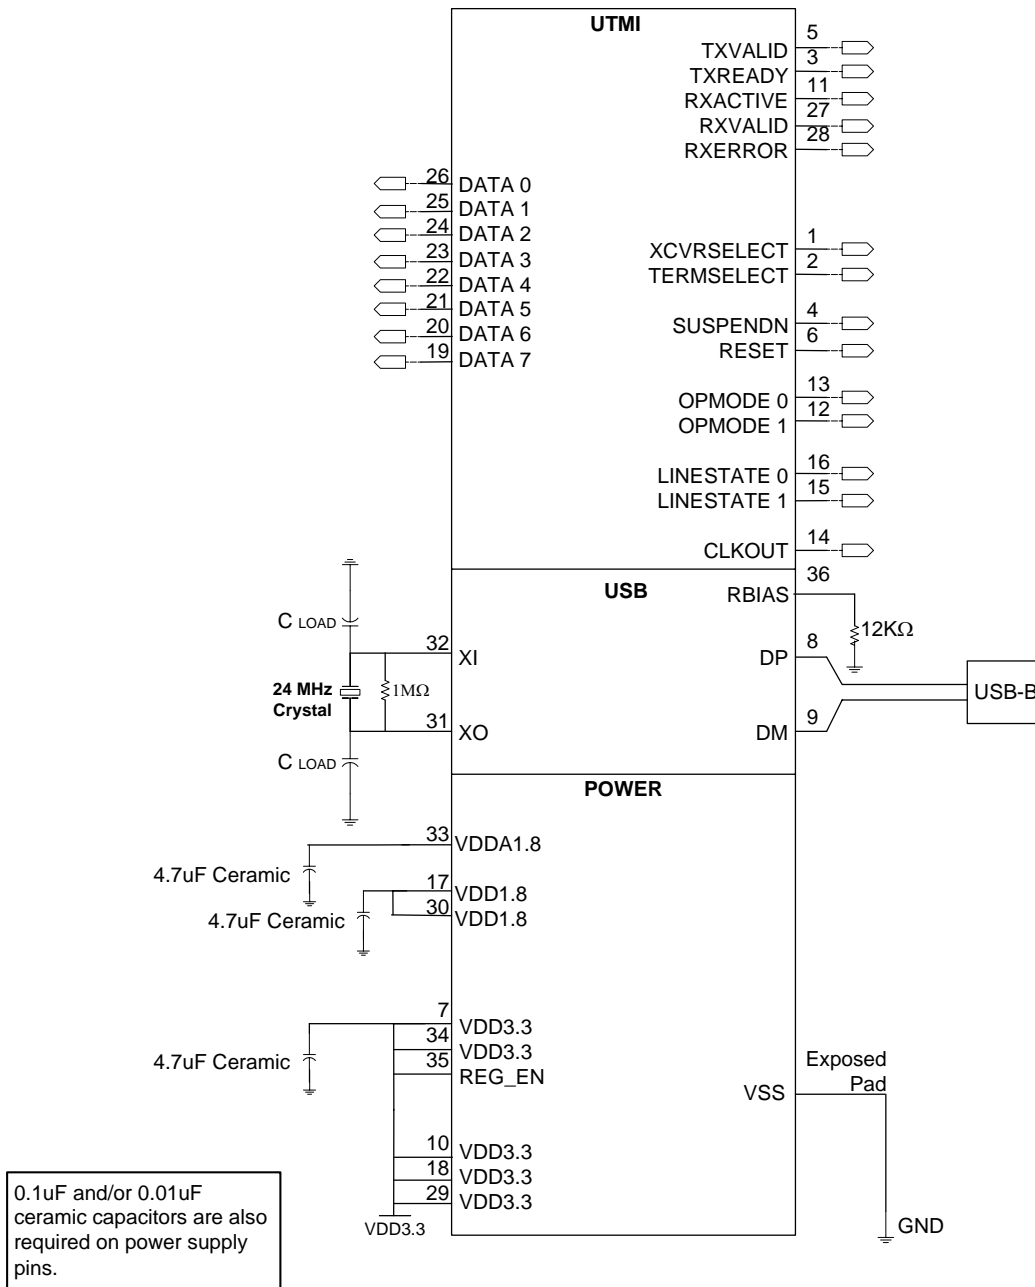 UTMI
5
TXVALID
3
TXREADY
11
RXACTIVE
27
RXVALID
28
RXERROR
26 DATA 0
25 DATA 1
24 DATA 2
23 DATA 3
22 DATA 4
21 DATA 5
20 DATA 6
19 DATA 7
1
XCVRSELECT
2
TERMSELECT
4
SUSPENDN
6
RESET
13
OPMODE 0
12
OPMODE 1
16
LINESTATE 0
15
LINESTATE 1
14
CLKOUT
USB
36
RBIAS
12KΩ
8
DP
9
DM
USB-B
C LOAD
32 XI
24 MHz
Crystal
1MΩ
31 XO
C LOAD
POWER
33 VDDA1.8
4.7uF Ceramic
17 VDD1.8
30 VDD1.8
4.7uF Ceramic
7 VDD3.3
34 VDD3.3
35 REG_EN
4.7uF Ceramic
10 VDD3.3
18 VDD3.3
29 VDD3.3
VDD3.3
Exposed
Pad
VSS
GND
0.1uF and/or 0.01uF
ceramic capacitors are also
required on power supply
pins.